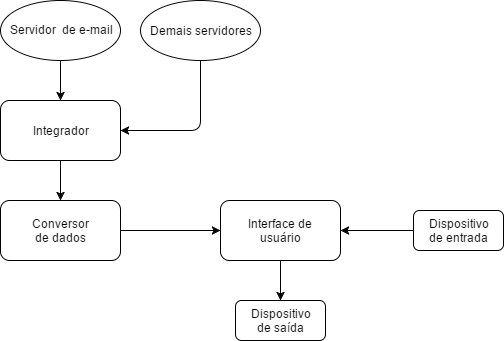 Servidor de e-mail
Demais servidores
Integrador
Conversor
de dados
Interface de
usuário
Dispositivo
de entrada
Dispositivo
de saída